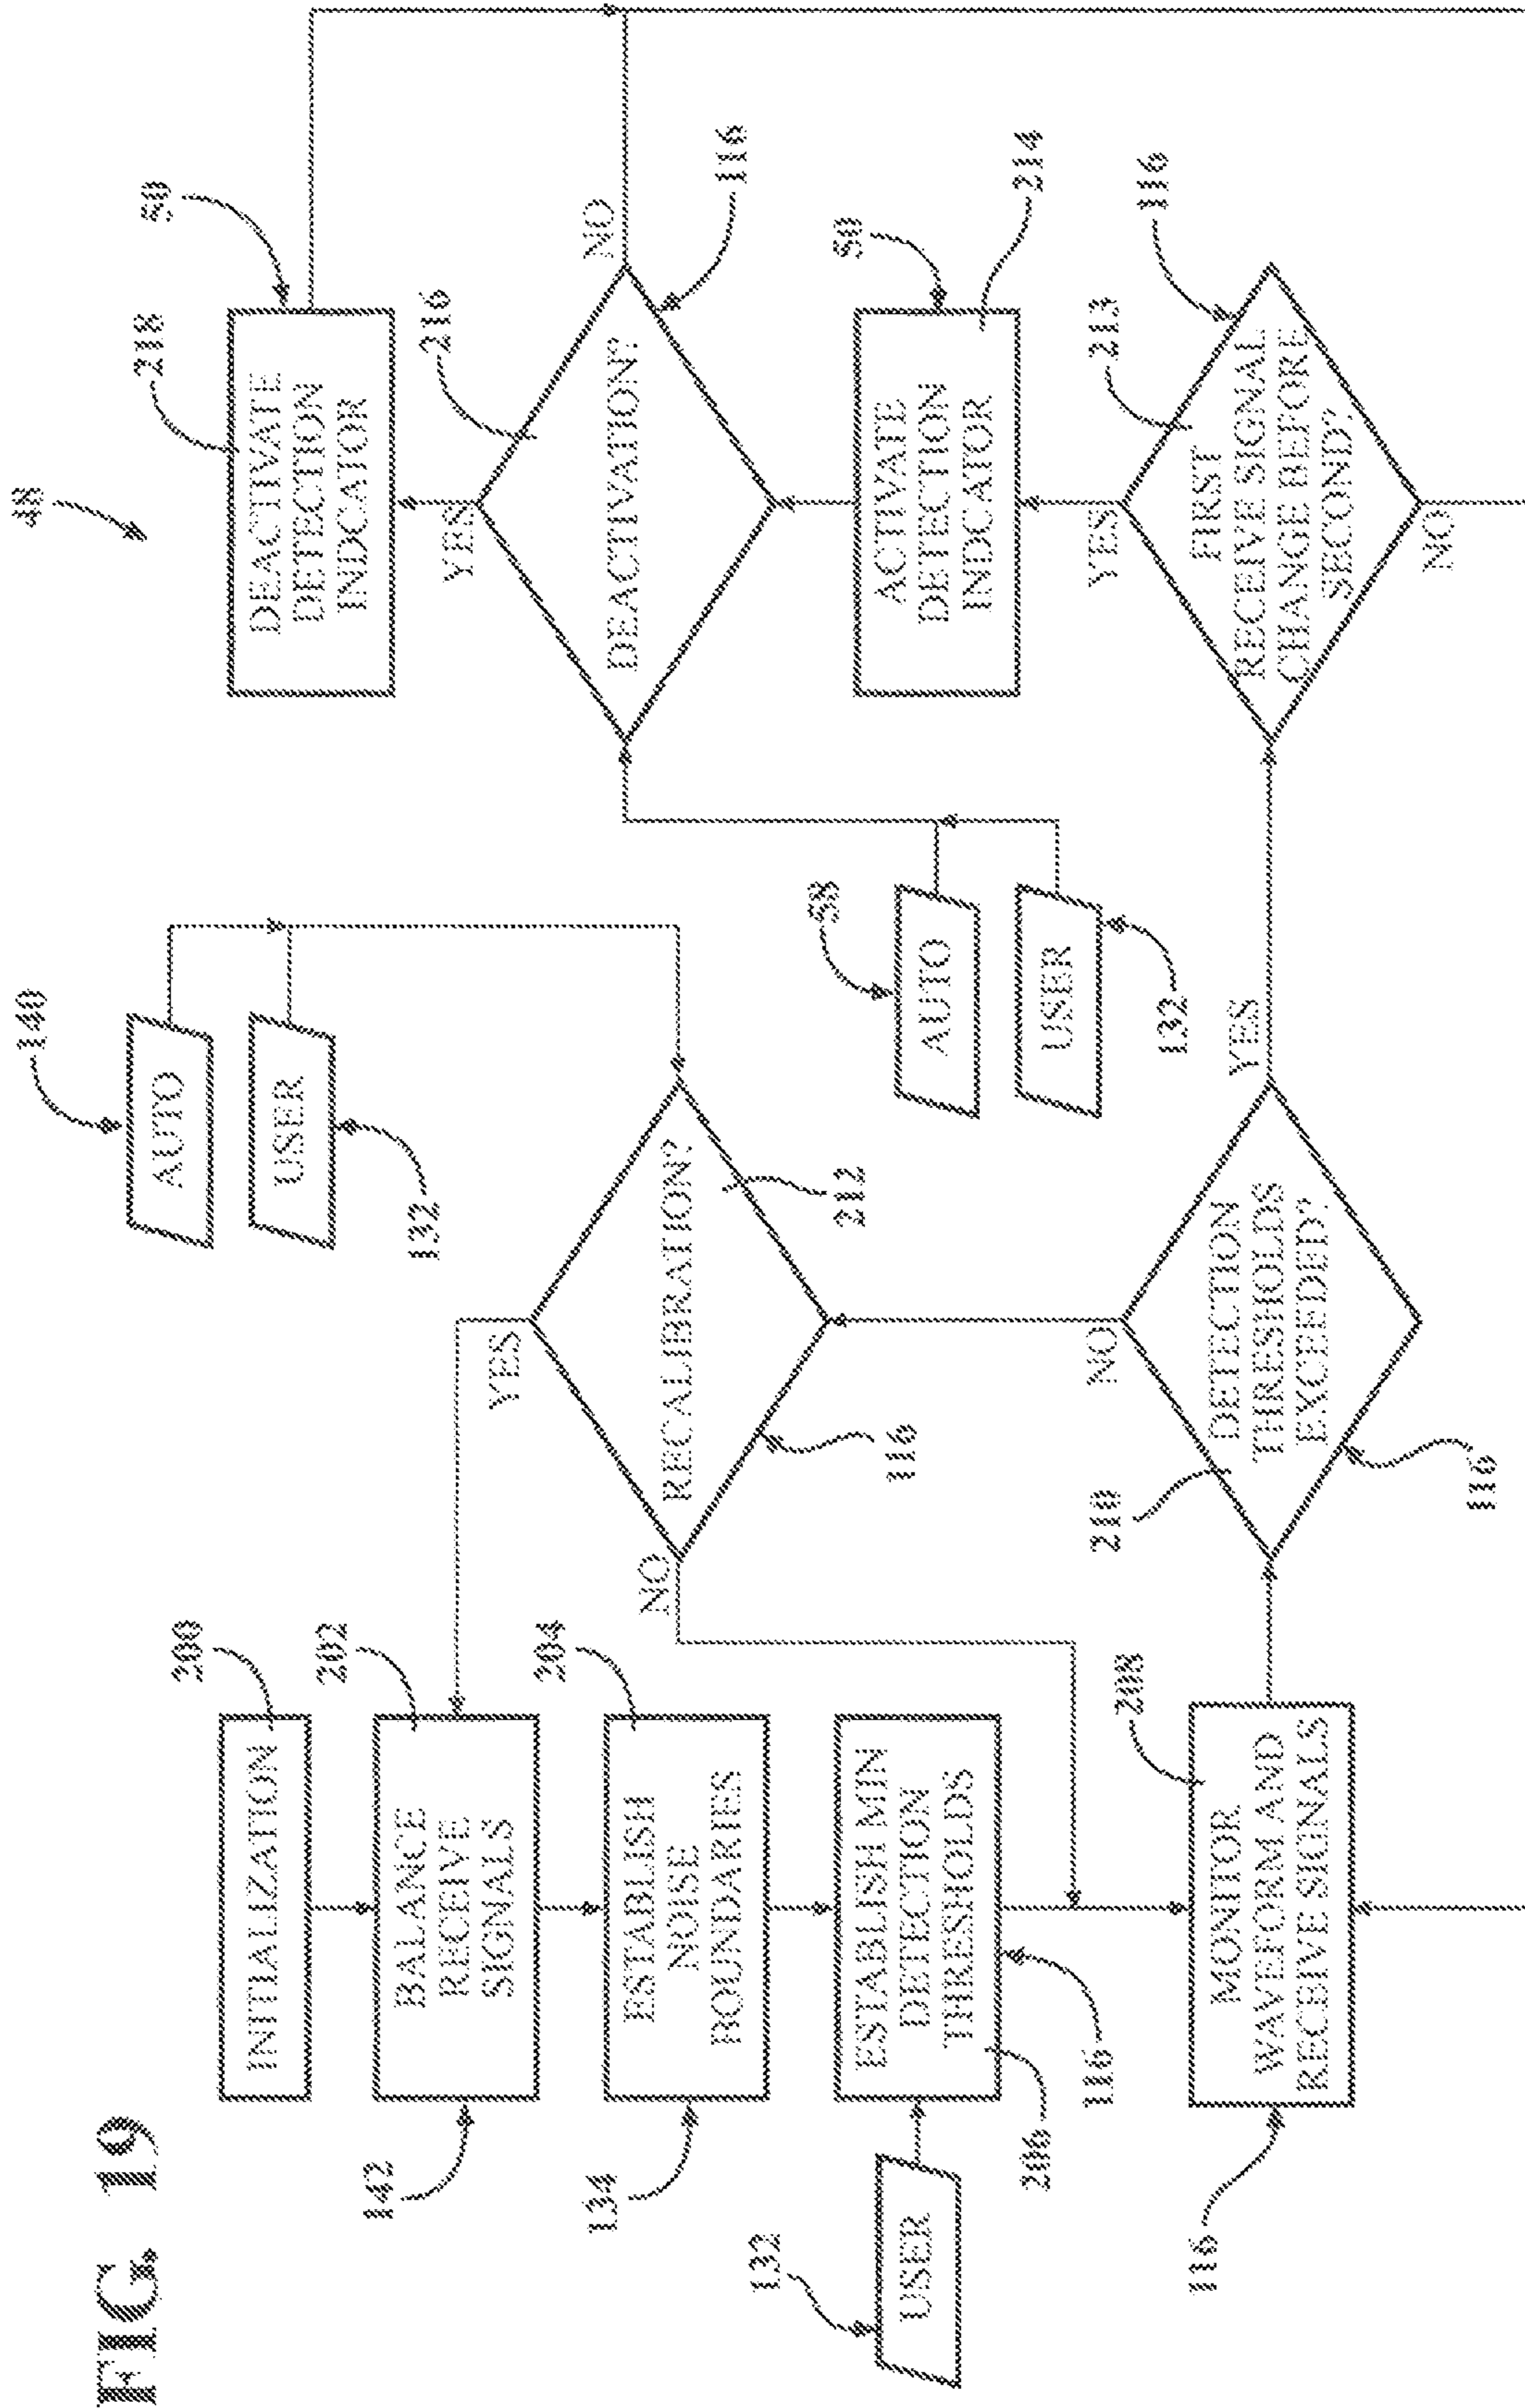 FIG. 19
48
INITIALIZATION
200
BALANCE
RECEIVE
SIGNALS
202
142
ESTABLISH
NOISE
BOUNDARIES
204
134
ESTABLISH MIN
DETECTION
THRESHOLDS
206
116
USER
132
MONITOR
WAVEFORM AND
RECEIVE SIGNALS
208
116
AUTO
140
USER
132
RECALIBRATION?
212
116
YES
NO
DETECTION
THRESHOLDS
EXCEEDED?
210
116
NO
YES
AUTO
58
USER
132
DEACTIVATE
DETECTION
INDCATOR
218
50
DEACTIVATION?
216
116
YES
NO
ACTIVATE
DETECTION
INDCATOR
50
214
FIRST
RECEIVE SIGNAL
CHANGE BEFORE
SECOND?
213
116
YES
NO